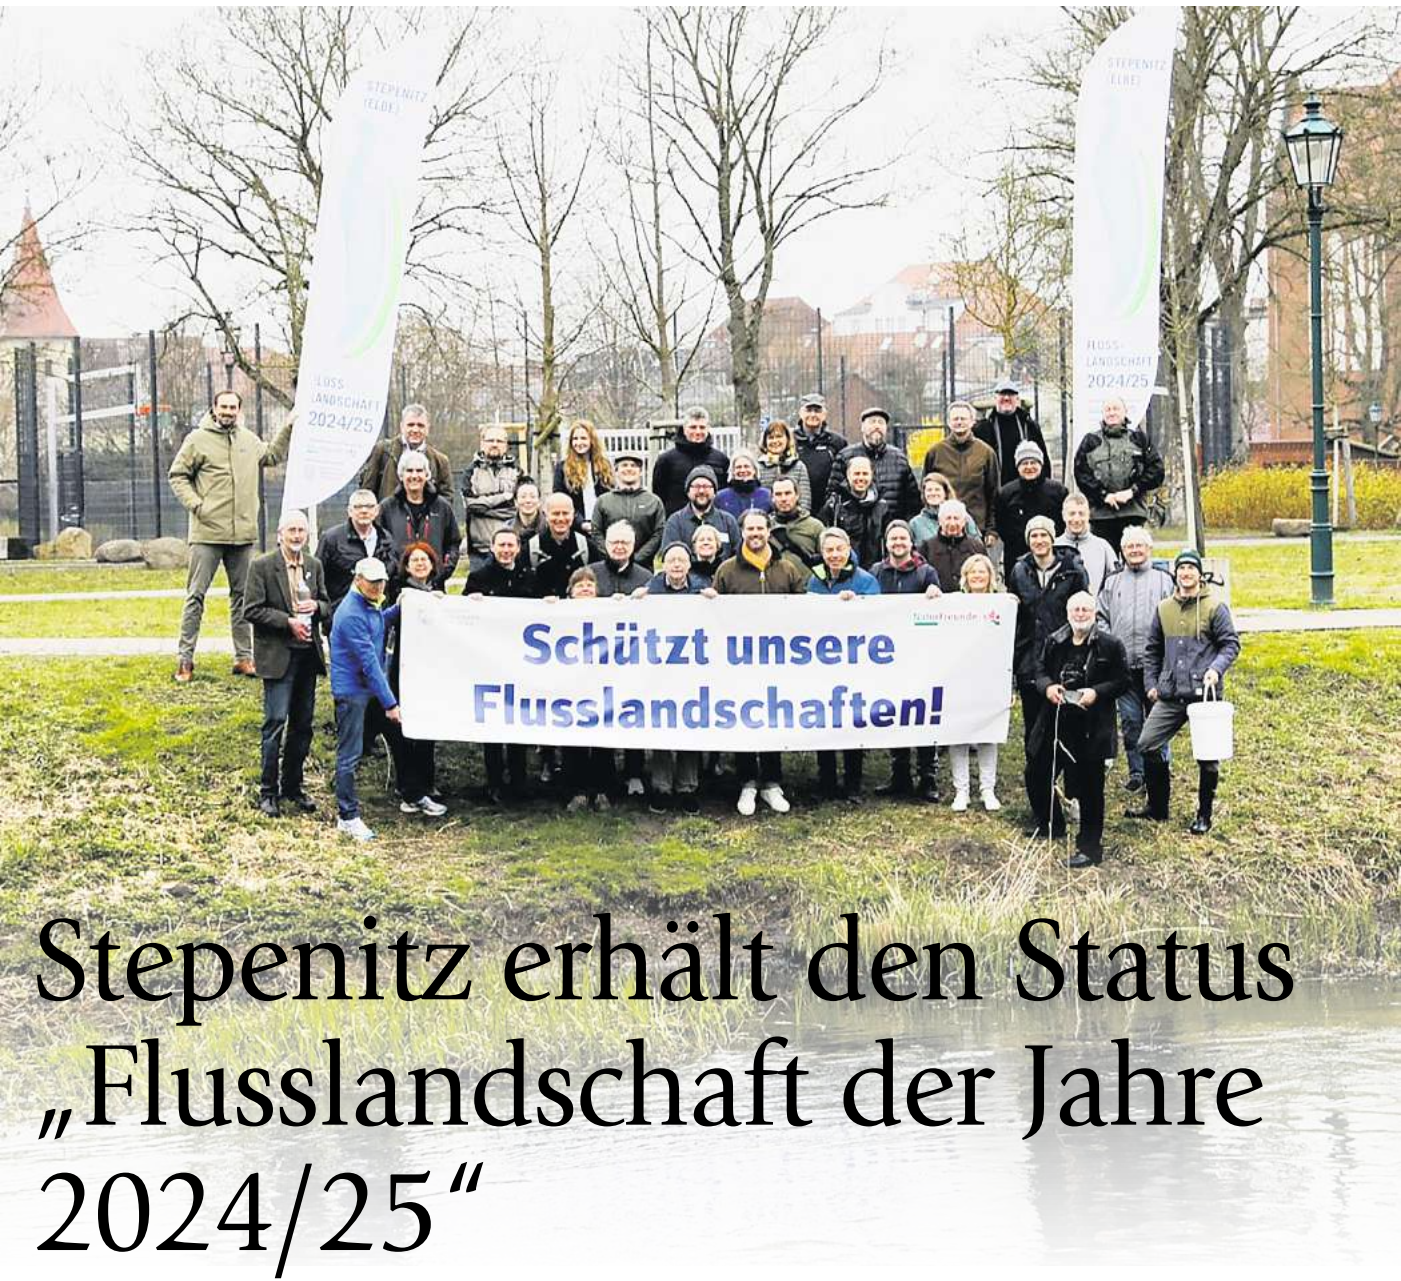 STEPENITZ
(ELBE)
FLUSS-
LANDSCHAFT
2024/25
STEPENITZ
(ELBE)
FLUSS-
LANDSCHAFT
2024/25
NaturFreunde
Schützt unsere
Flusslandschaften!
Stepenitz erhält den Status
„Flusslandschaft der Jahre
2024/25“